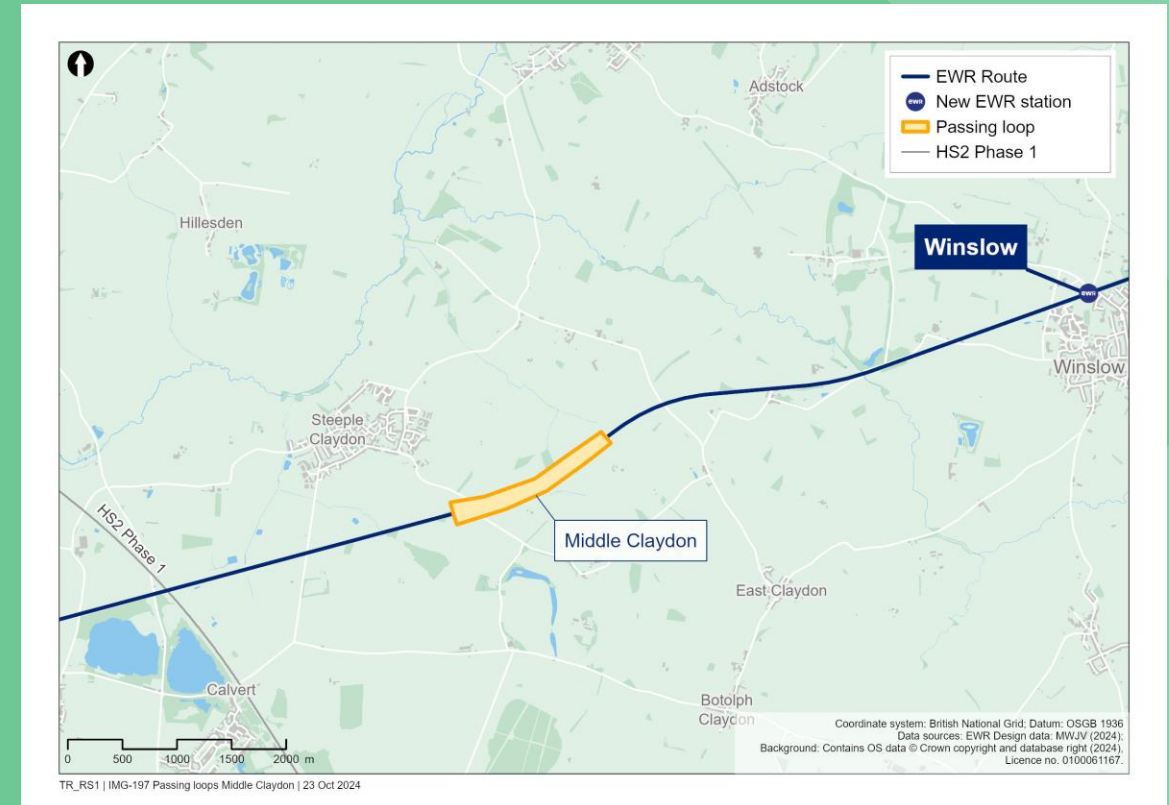 Adstock
EWR Route
ewr
New EWR station
Passing loop
HS2 Phase 1
Hillesden
Winslow
ewr
Winslow
Steeple
Claydon
HS2 Phase 1
Middle Claydon
East Claydon
Calvert
Botolph
Claydon
Coordinate system: British National Grid; Datum: OSGB 1936
Data sources: EWR Design data: MWJV (2024);
Background: Contains OS data © Crown copyright and database right (2024),
Licence no. 0100061167.
0 500 1000 1500 2000 m
TR_RS1 | IMG-197 Passing loops Middle Claydon | 23 Oct 2024